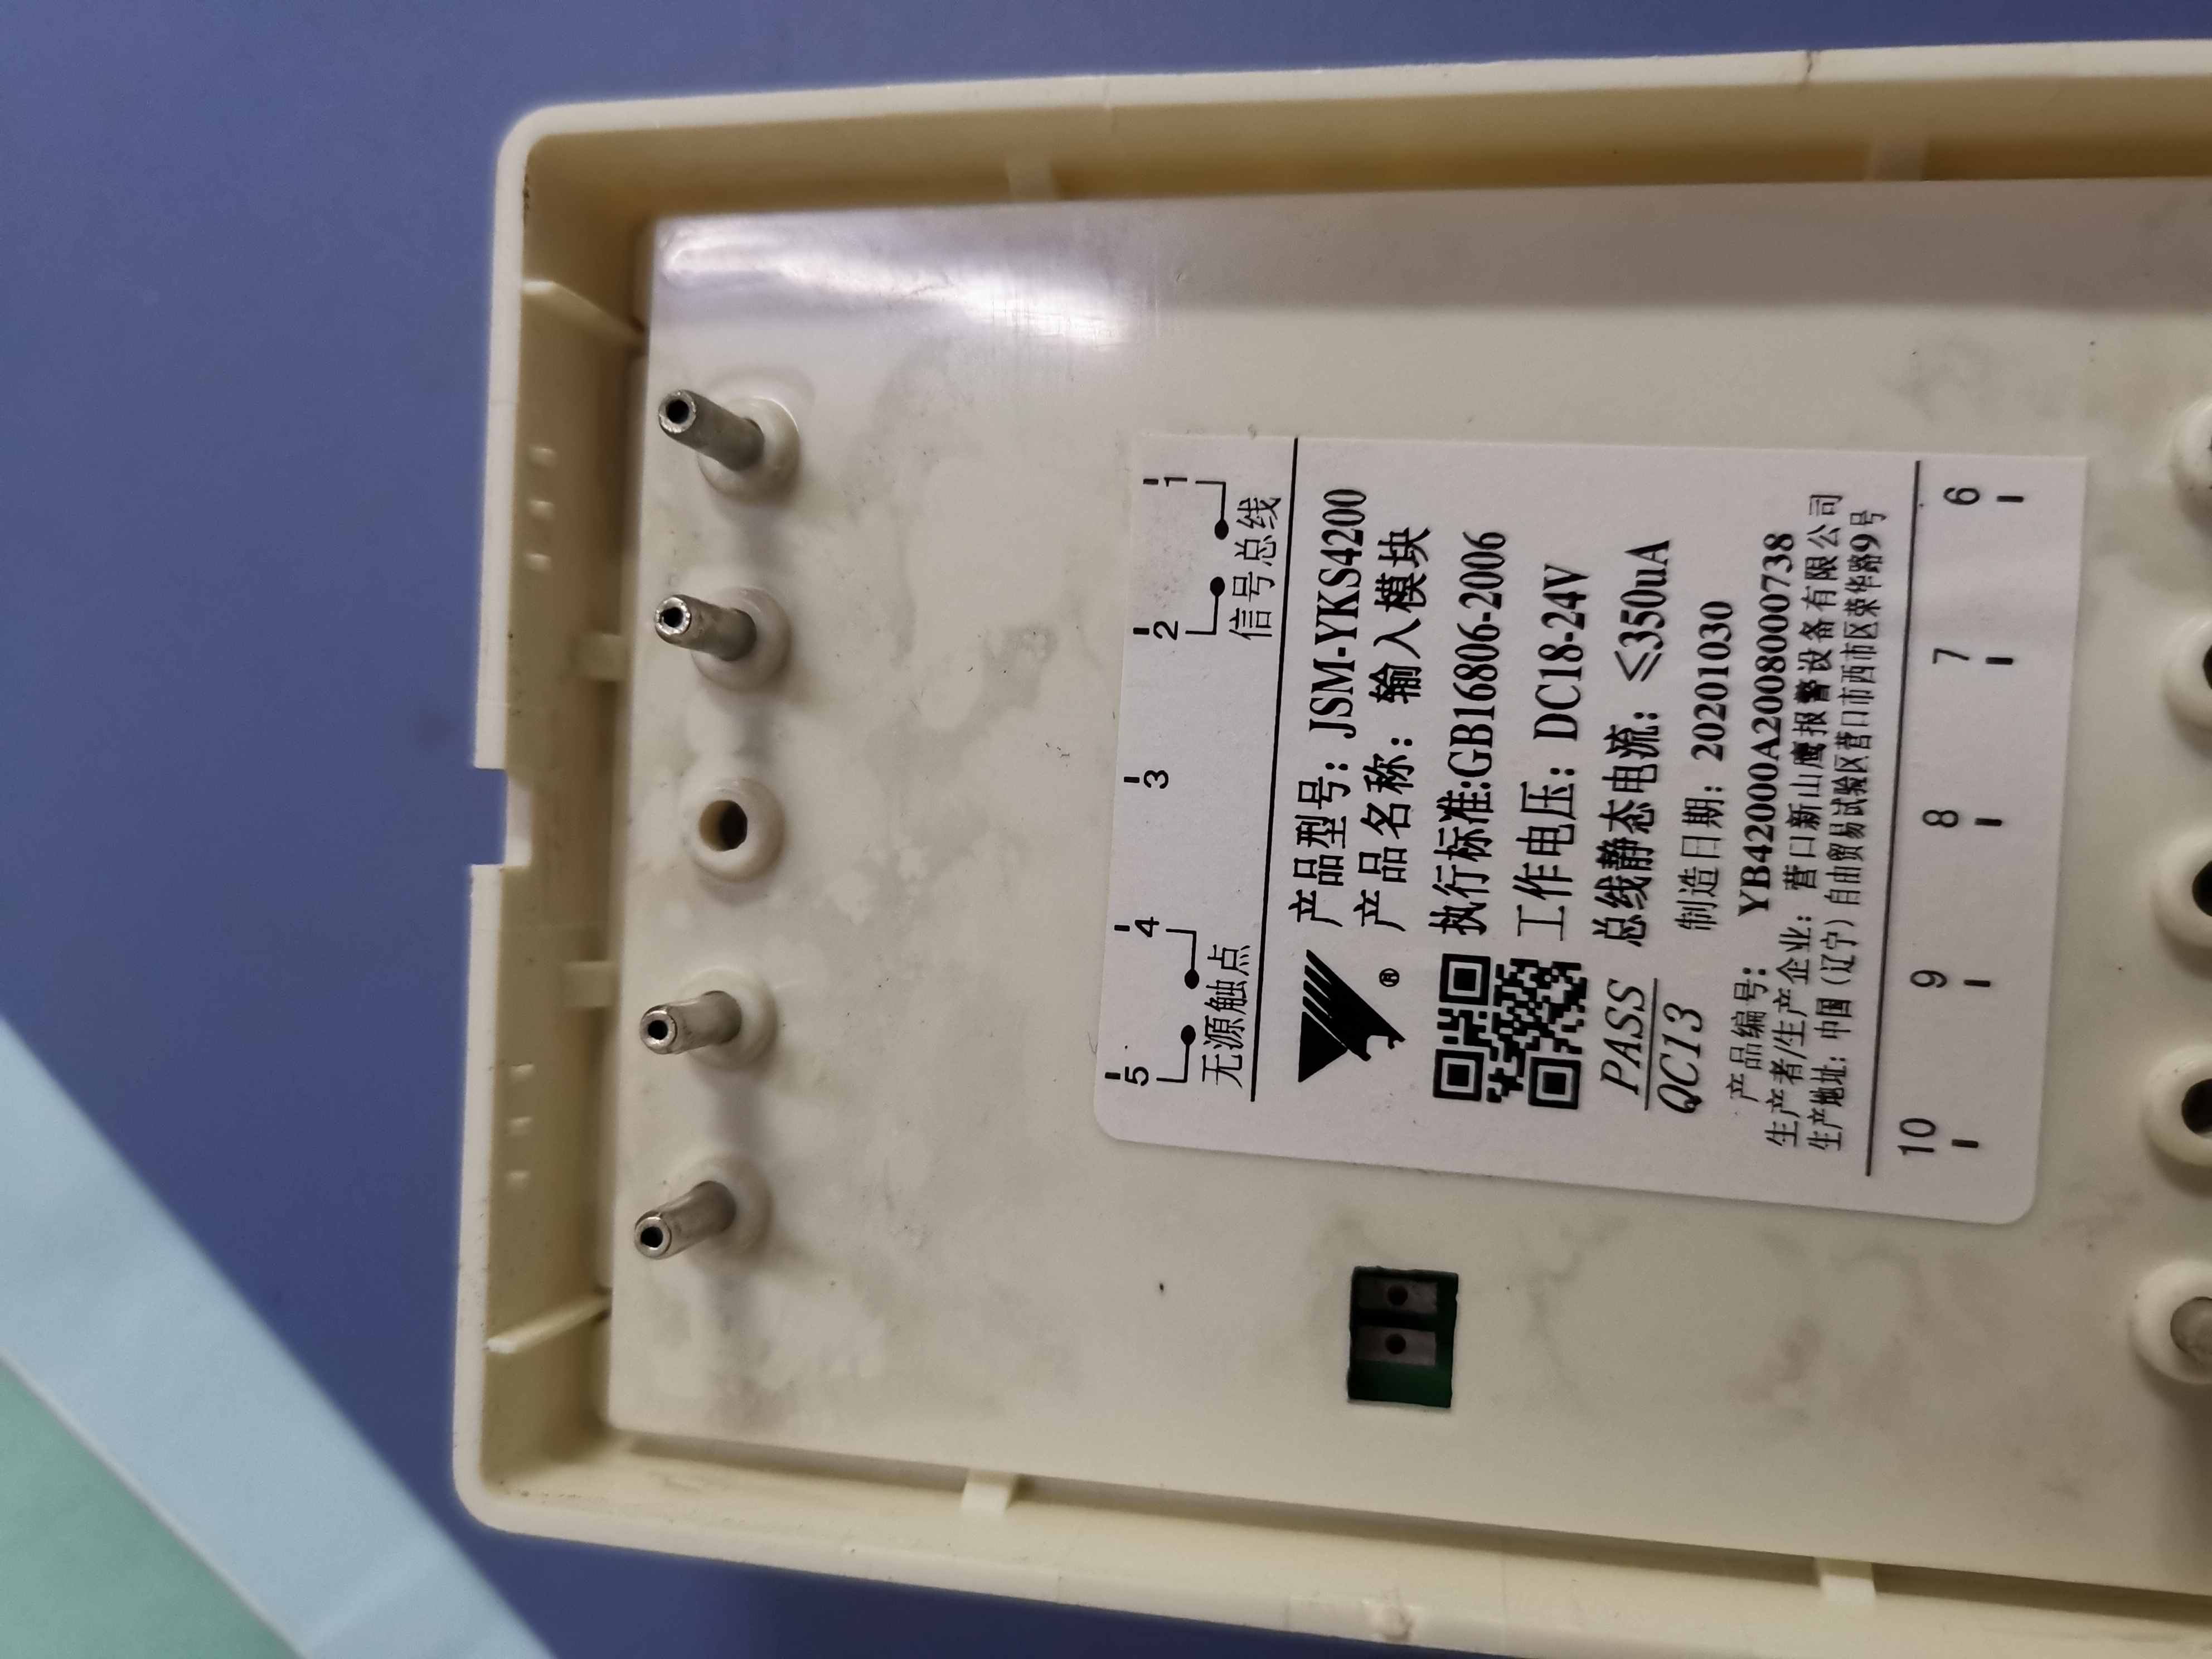 5 4 3 2 1
无源触点 信号总线
产品型号：JSM-YKS4200
产品名称：输入模块
®
执行标准:GB16806-2006
工作电压：DC18-24V
总线静态电流：≤350uA
PASS
QC13
制造日期：20201030
产品编号：YB42000A2008000738
生产者/生产企业：营口新山鹰报警设备有限公司
生产地址：中国（辽宁）自由贸易试验区营口市西市区荣华路9号
10 9 8 7 6